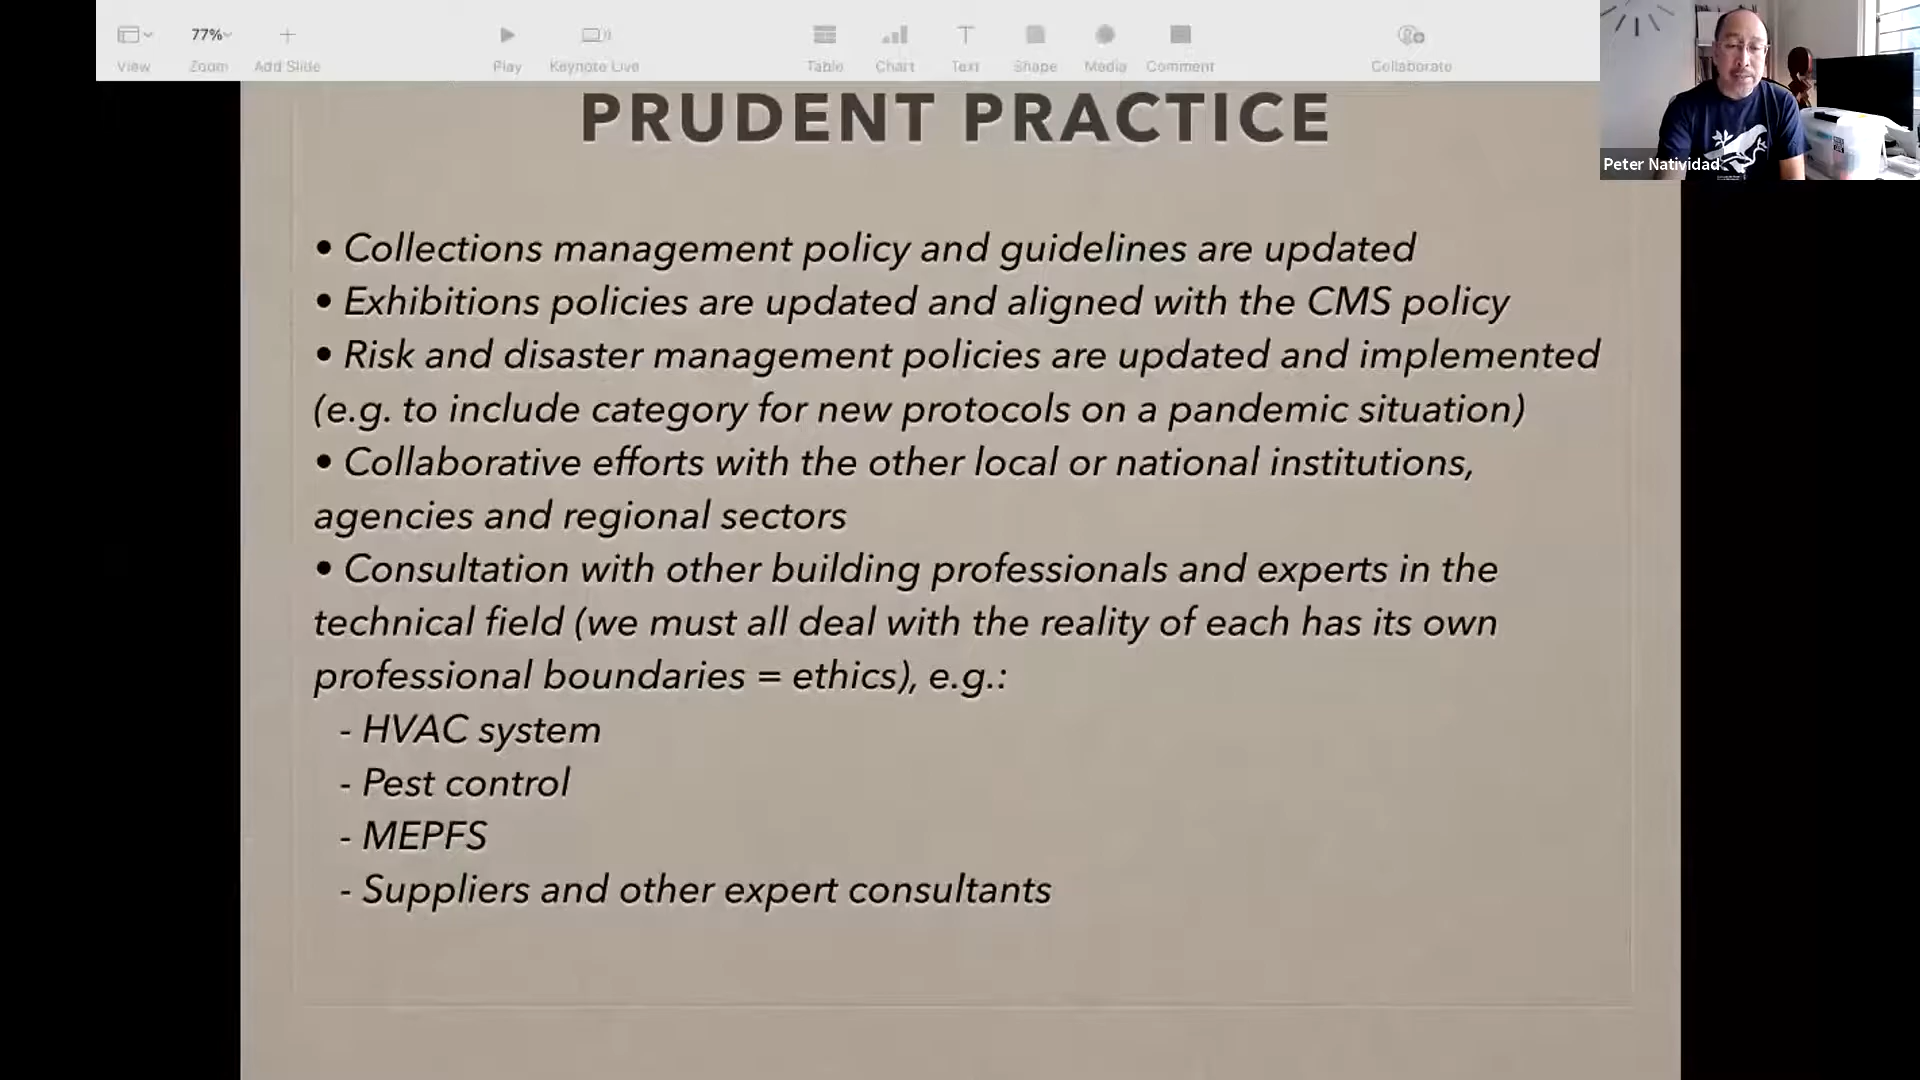 77%
View
Zoom
Add Slide
Play
Keynote Live
Table
Chart
Text
Shape
Media
Comment
Collaborate
Peter Natividad
PRUDENT PRACTICE
• Collections management policy and guidelines are updated
• Exhibitions policies are updated and aligned with the CMS policy
• Risk and disaster management policies are updated and implemented
(e.g. to include category for new protocols on a pandemic situation)
• Collaborative efforts with the other local or national institutions,
agencies and regional sectors
• Consultation with other building professionals and experts in the
technical field (we must all deal with the reality of each has its own
professional boundaries = ethics), e.g.:
- HVAC system
- Pest control
- MEPFS
- Suppliers and other expert consultants